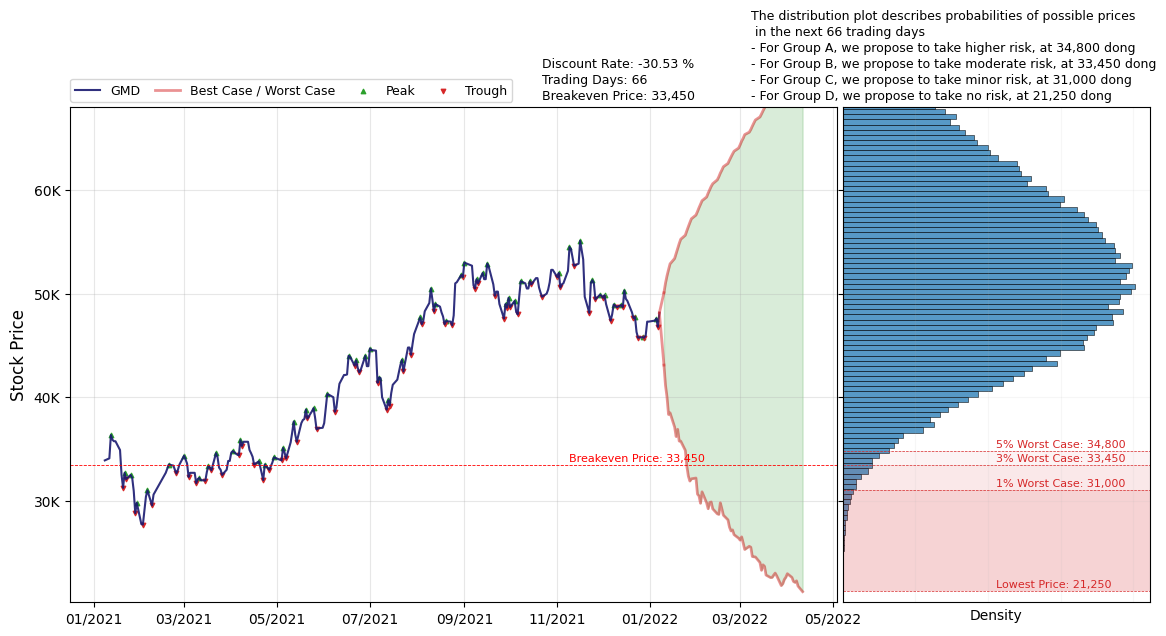 The distribution plot describes probabilities of possible prices
in the next 66 trading days
- For Group A, we propose to take higher risk, at 34,800 dong
- For Group B, we propose to take moderate risk, at 33,450 dong
- For Group C, we propose to take minor risk, at 31,000 dong
- For Group D, we propose to take no risk, at 21,250 dong
Discount Rate: -30.53 %
Trading Days: 66
Breakeven Price: 33,450
GMD Best Case / Worst Case Peak Trough
Stock Price
60K
50K
40K
30K
Breakeven Price: 33,450
5% Worst Case: 34,800
3% Worst Case: 33,450
1% Worst Case: 31,000
Lowest Price: 21,250
01/2021 03/2021 05/2021 07/2021 09/2021 11/2021 01/2022 03/2022 05/2022
Density